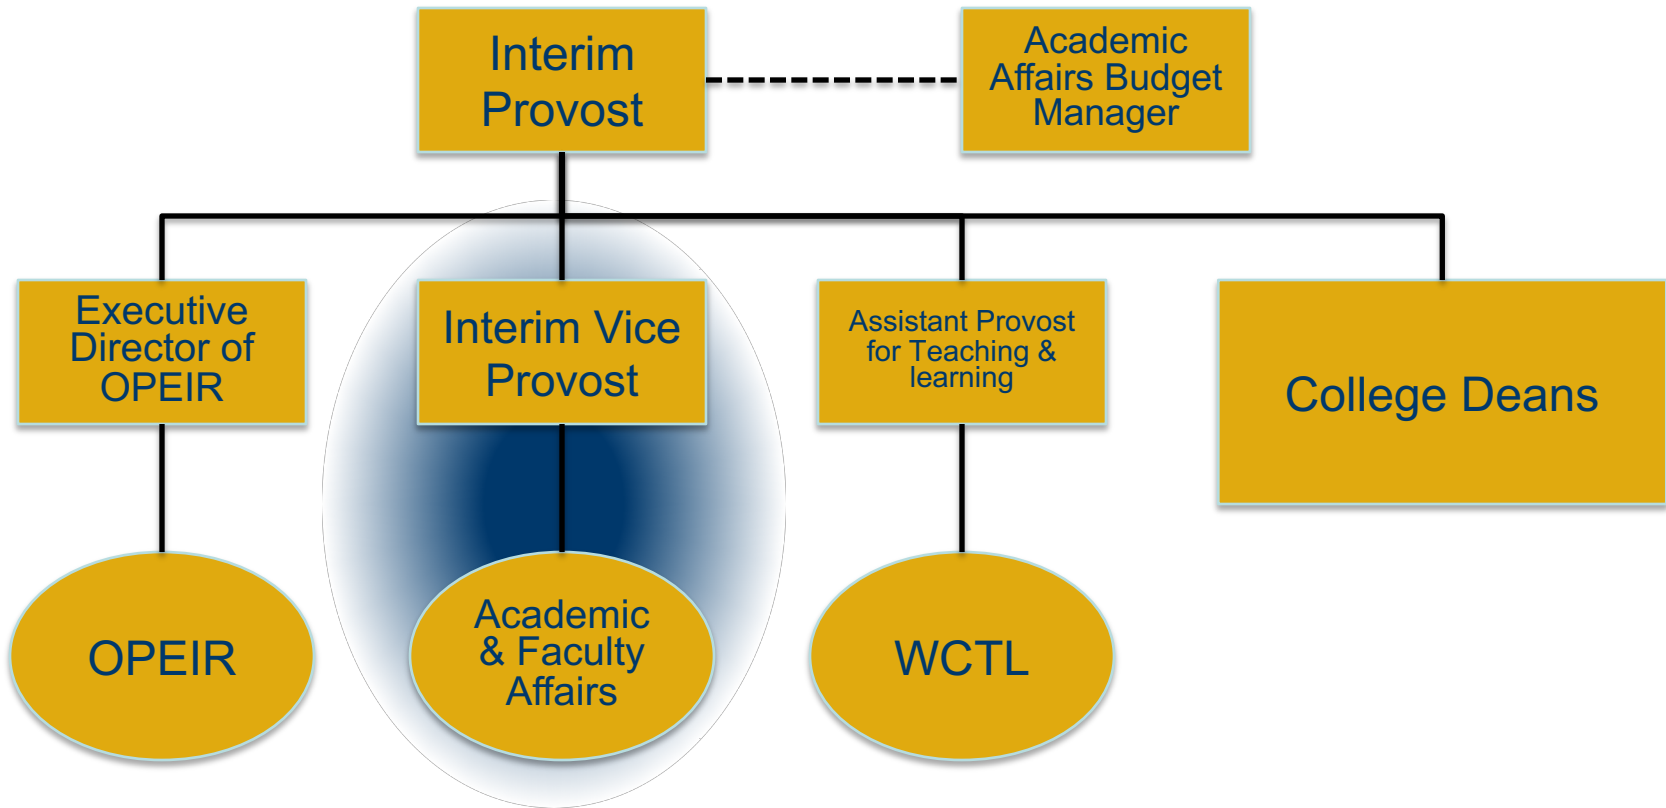 Interim
Provost
Academic
Affairs Budget
Manager
Executive
Director of
OPEIR
Interim Vice
Provost
Assistant Provost
for Teaching &
learning
College Deans
OPEIR
Academic
& Faculty
Affairs
WCTL